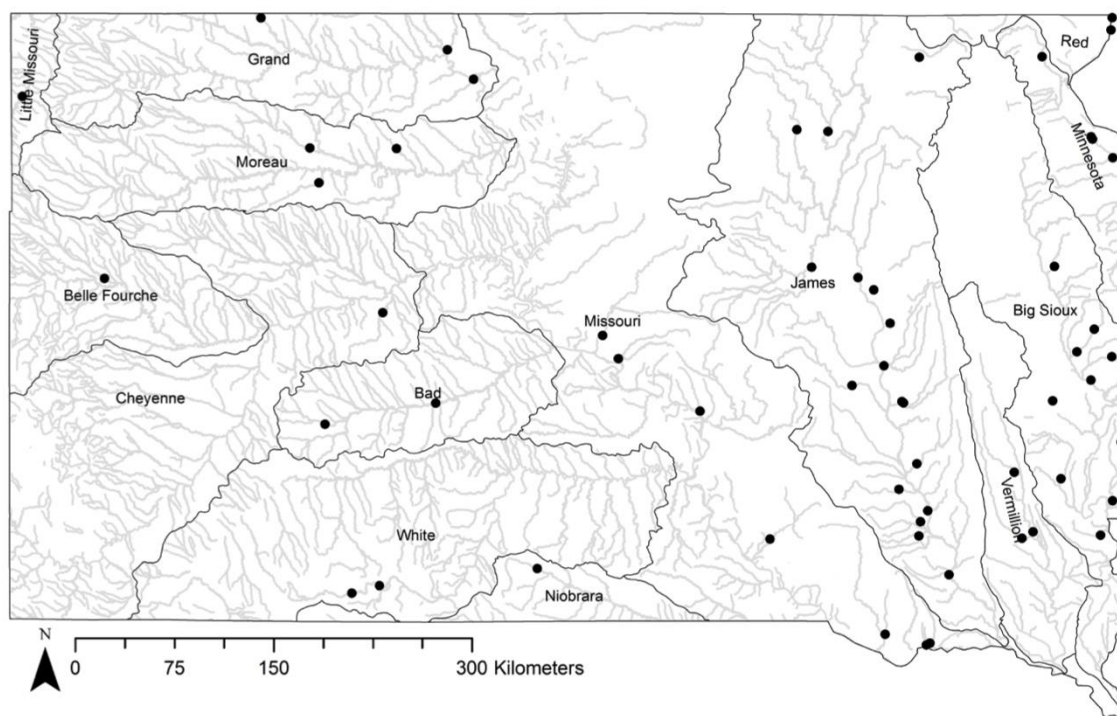 Red
Grand
Little Missouri
Minnesota
Moreau
James
Belle Fourche
Big Sioux
Missouri
Bad
Cheyenne
Vermillion
White
Niobrara
N
0 75 150 300 Kilometers